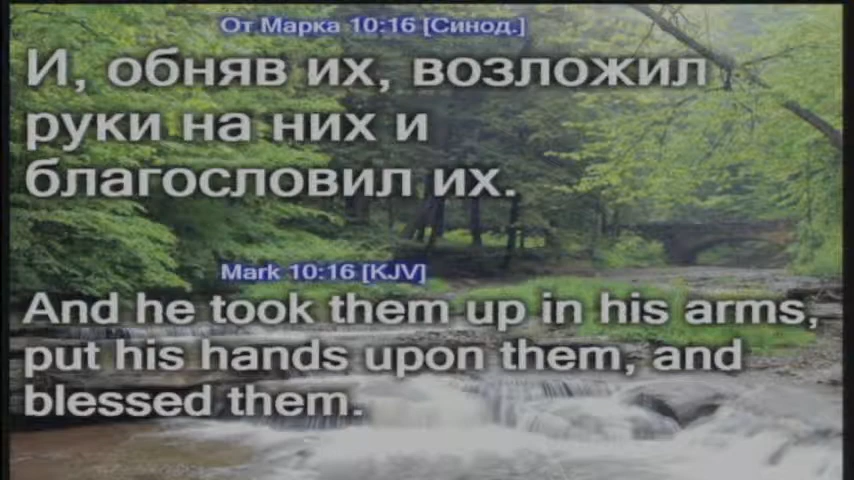 От Марка 10:16 [Синод.]
И, обняв их, возложил
руки на них и
благословил их.
Mark 10:16 [KJV]
And he took them up in his arms,
put his hands upon them, and
blessed them.